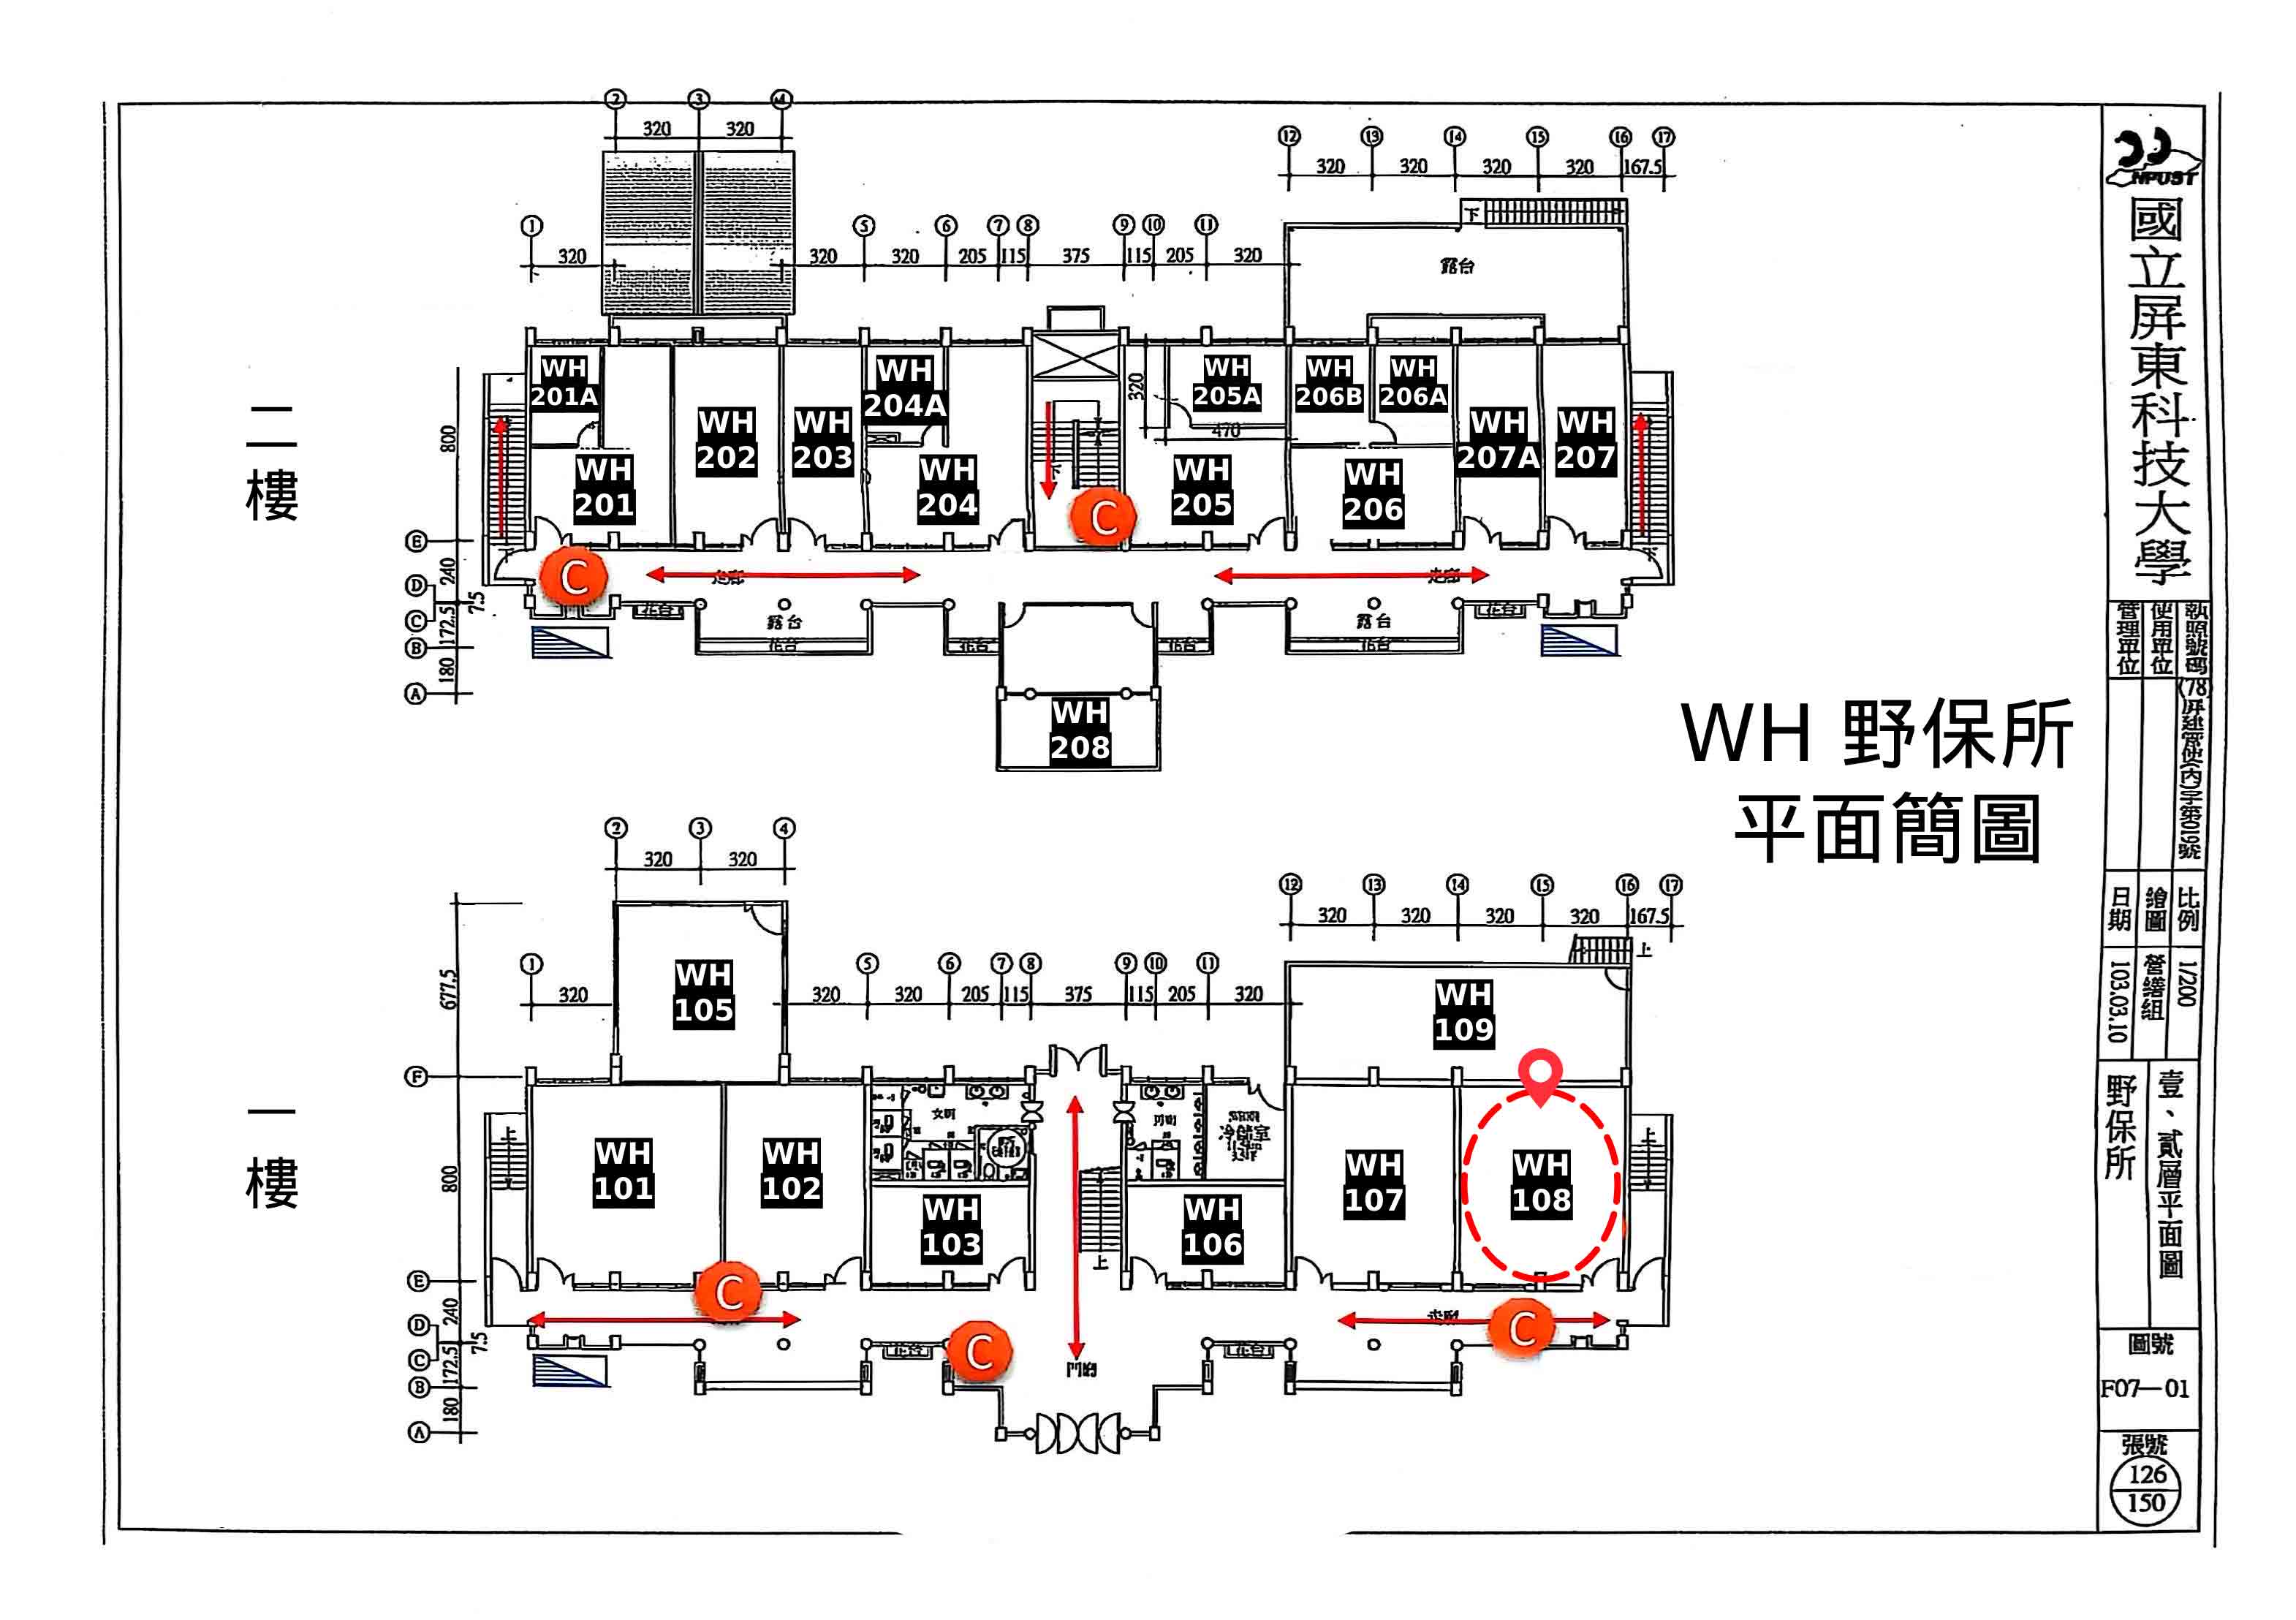 ② ③ ④
320 320
⑫ ⑬ ⑭ ⑮ ⑯ ⑰
320 320 320 320 167.5
① ⑤ ⑥ ⑦ ⑧ ⑨ ⑩ ⑪
320 320 320 205 115 375 115 205 320
下
露台
二樓
WH
201A
WH
201
WH
202
WH
203
WH
204A
WH
204
下
320
470
WH
205A
WH
205
WH
206B
WH
206A
WH
206
WH
207A
WH
207
下
下
C
C
走廊
走廊
花台
露台
花台
花台
花台
露台
花台
花台
WH
208
800
240
7.5
172.5
180
Ⓔ
Ⓓ
Ⓒ
Ⓑ
Ⓐ
WH 野保所
平面簡圖
② ③ ④
320 320
⑫ ⑬ ⑭ ⑮ ⑯ ⑰
320 320 320 320 167.5
① ⑤ ⑥ ⑦ ⑧ ⑨ ⑩ ⑪
320 320 320 205 115 375 115 205 320
上
一樓
WH
105
WH
109
WH
101
WH
102
女廁
WH
103
上
冷儲室
WH
106
WH
107
WH
108
上
上
C
C
C
花台
花台
門廊
677.5
800
240
7.5
172.5
180
Ⓕ
Ⓔ
Ⓓ
Ⓒ
Ⓑ
Ⓐ
NPUST
國立屏東科技大學
執照號碼
使用單位
管理單位
(78)屏建管使(內)字第019號
比例
繪圖
日期
1/200
營繕組
103.03.10
壹、貳層平面圖
野保所
圖號
F07—01
張號
126
150